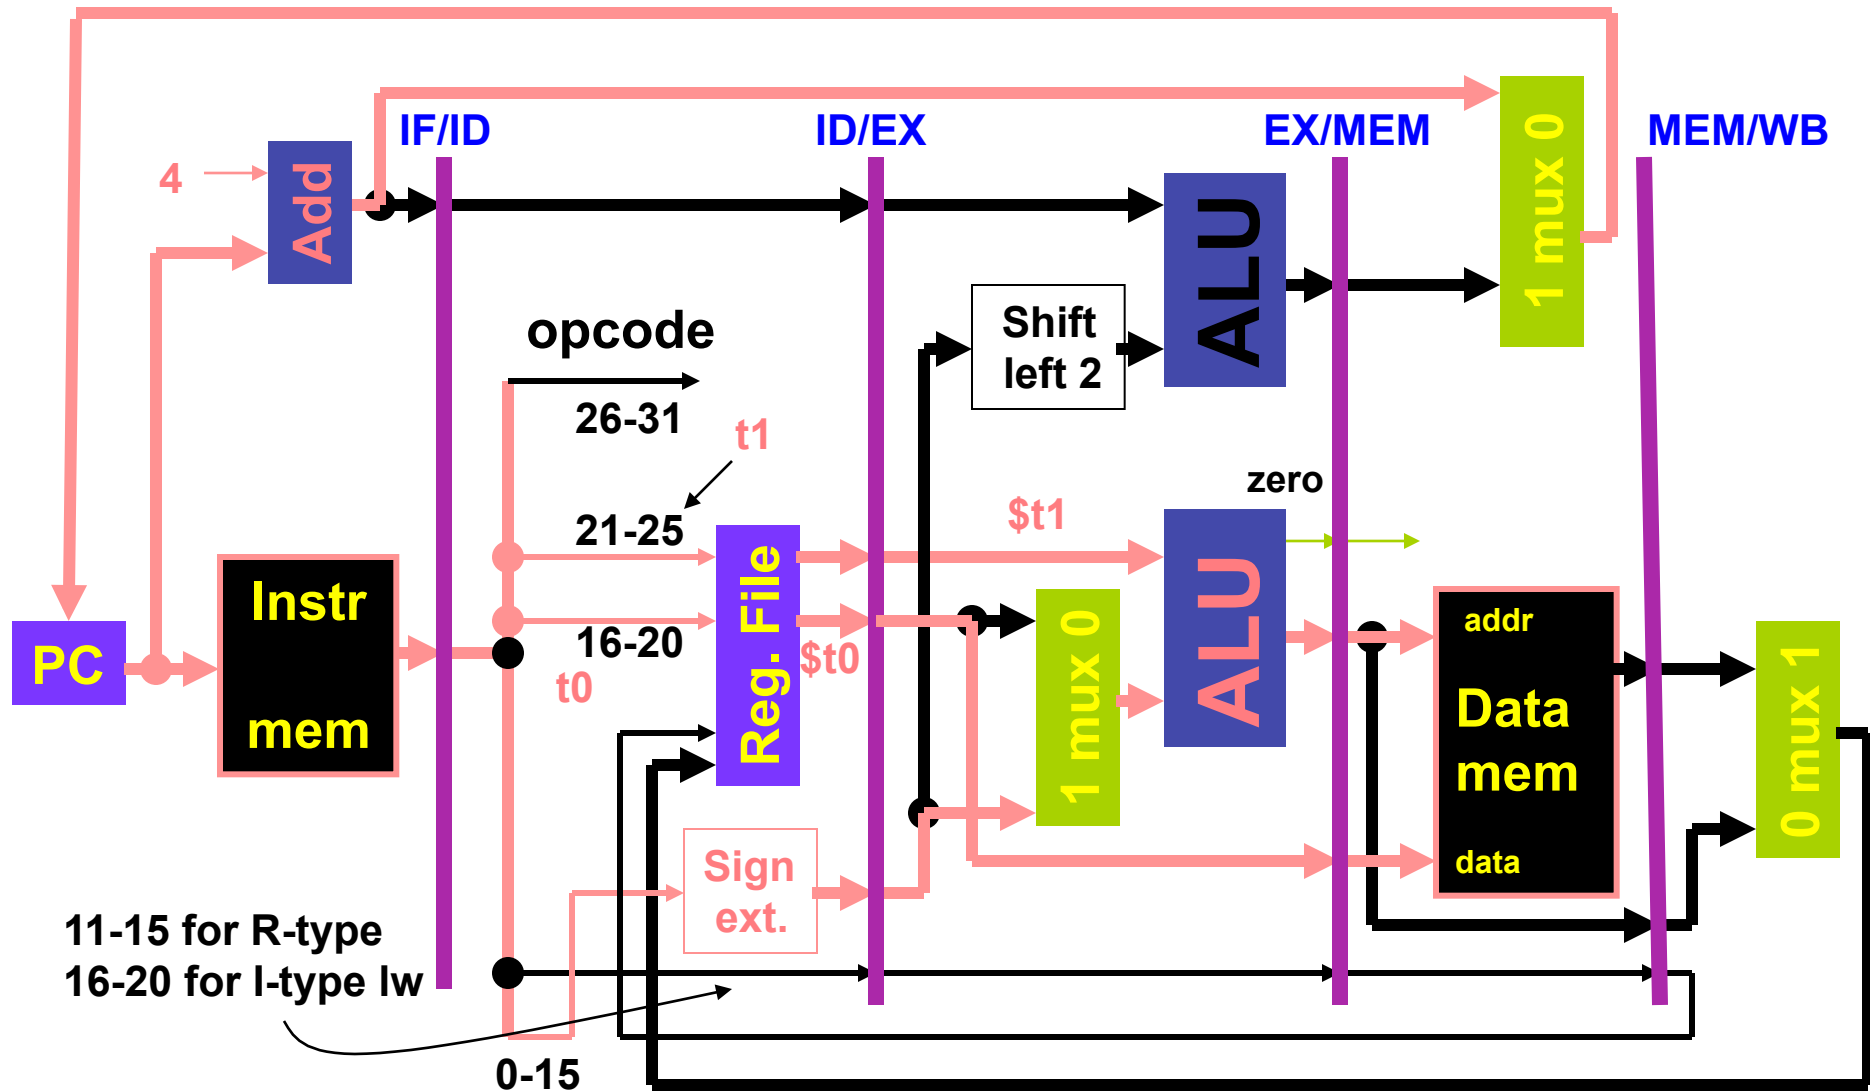 IF/ID
ID/EX
EX/MEM
MEM/WB
4
Add
1 mux 0
ALU
opcode
Shift
left 2
26-31
t1
zero
21-25
$t1
Instr
mem
PC
16-20
t0
Reg. File
$t0
1 mux 0
ALU
addr
Data
mem
data
0 mux 1
Sign
ext.
11-15 for R-type
16-20 for I-type lw
0-15